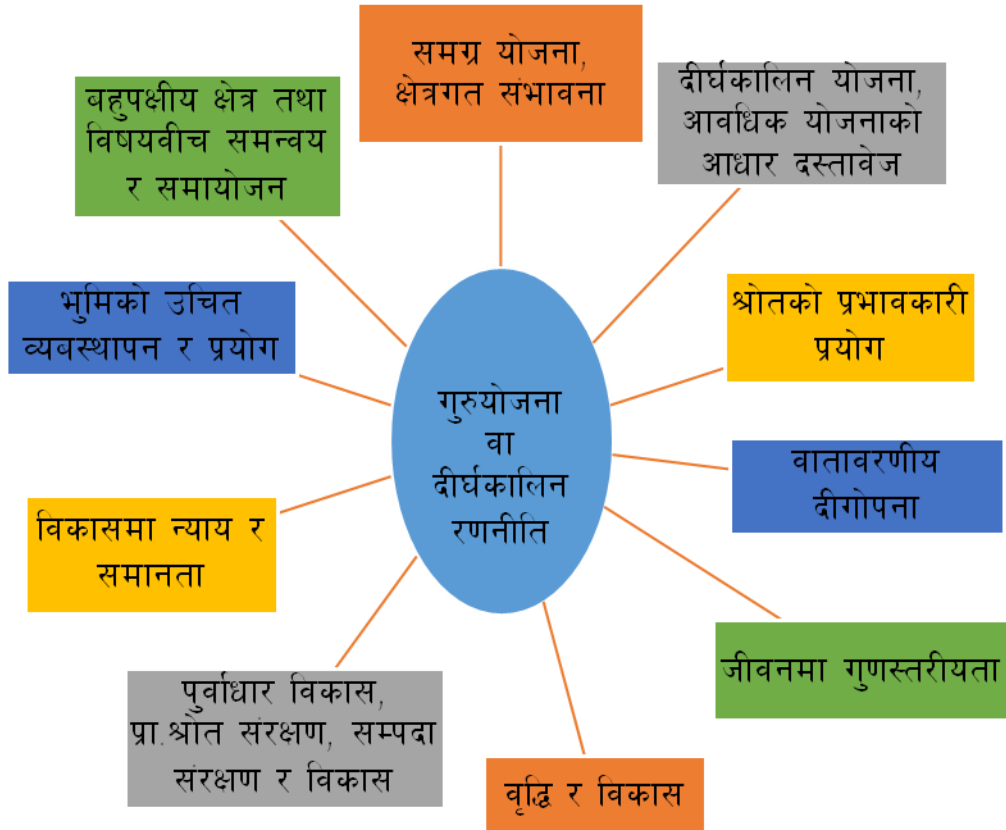 समग्र योजना,
क्षेत्रगत संभावना
दीर्घकालिन योजना,
आवधिक योजनाको
आधार दस्तावेज
श्रोतको प्रभावकारी
प्रयोग
वातावरणीय
दीगोपना
जीवनमा गुणस्तरीयता
वृद्धि र विकास
पुर्वाधार विकास,
प्रा.श्रोत संरक्षण, सम्पदा
संरक्षण र विकास
विकासमा न्याय र
समानता
भुमिको उचित
व्यबस्थापन र प्रयोग
बहुपक्षीय क्षेत्र तथा
विषयवीच समन्वय
र समायोजन
गुरुयोजना
वा
दीर्घकालिन
रणनीति